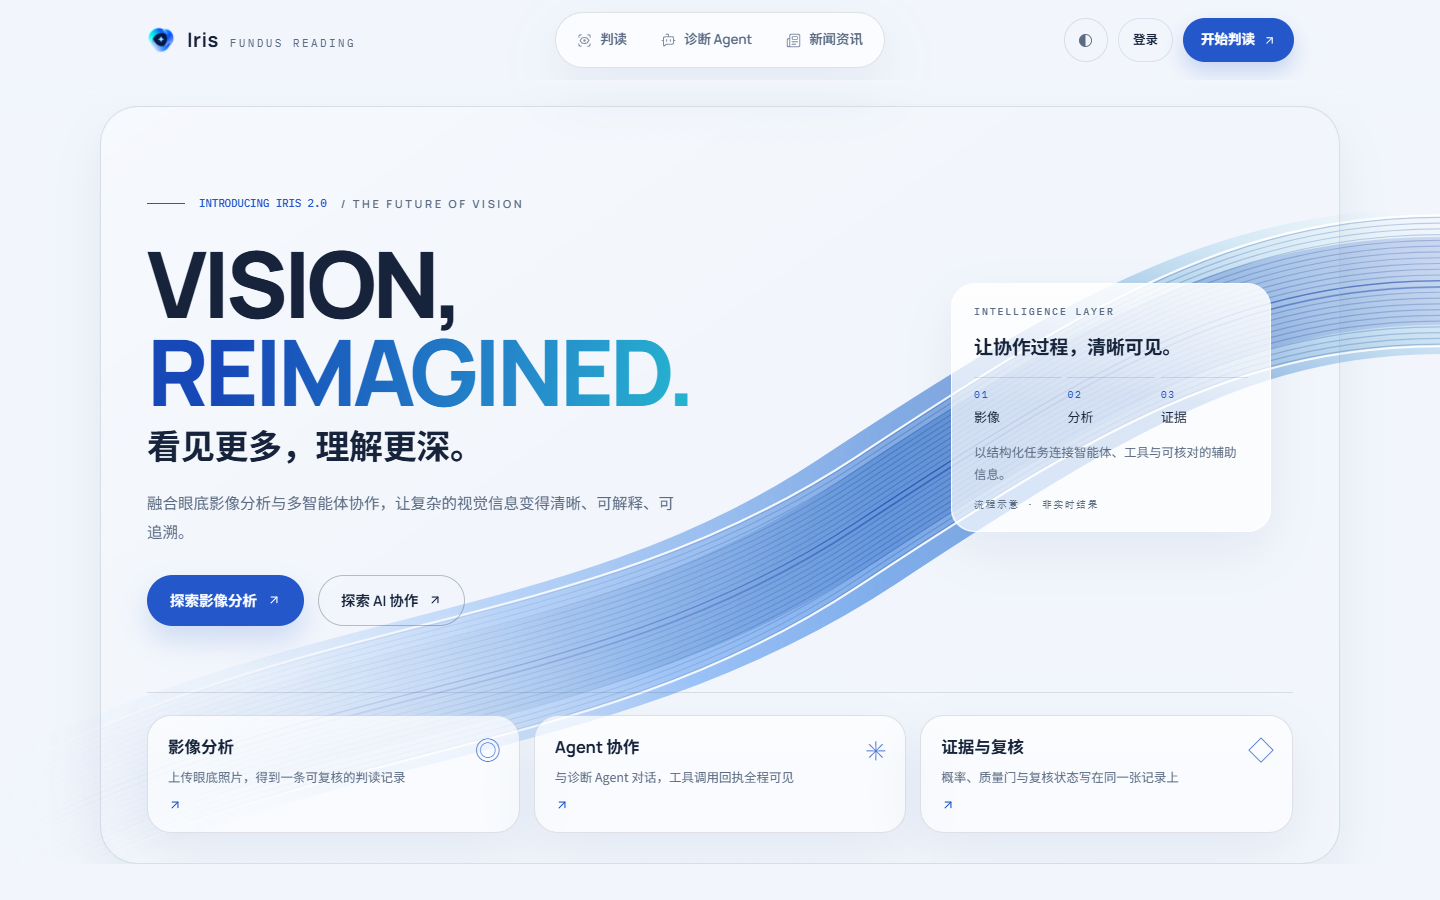 Iris FUNDUS READING
判读
诊断 Agent
新闻资讯
登录
开始判读
INTRODUCING IRIS 2.0 / THE FUTURE OF VISION
VISION,
REIMAGINED.
看见更多，理解更深。
融合眼底影像分析与多智能体协作，让复杂的视觉信息变得清晰、可解释、可
追溯。
探索影像分析
探索 AI 协作
INTELLIGENCE LAYER
让协作过程，清晰可见。
01 02 03
影像 分析 证据
以结构化任务连接智能体、工具与可核对的辅助
信息。
流程示意 · 非实时结果
影像分析
上传眼底照片，得到一条可复核的判读记录
Agent 协作
与诊断 Agent 对话，工具调用回执全程可见
证据与复核
概率、质量门与复核状态写在同一张记录上